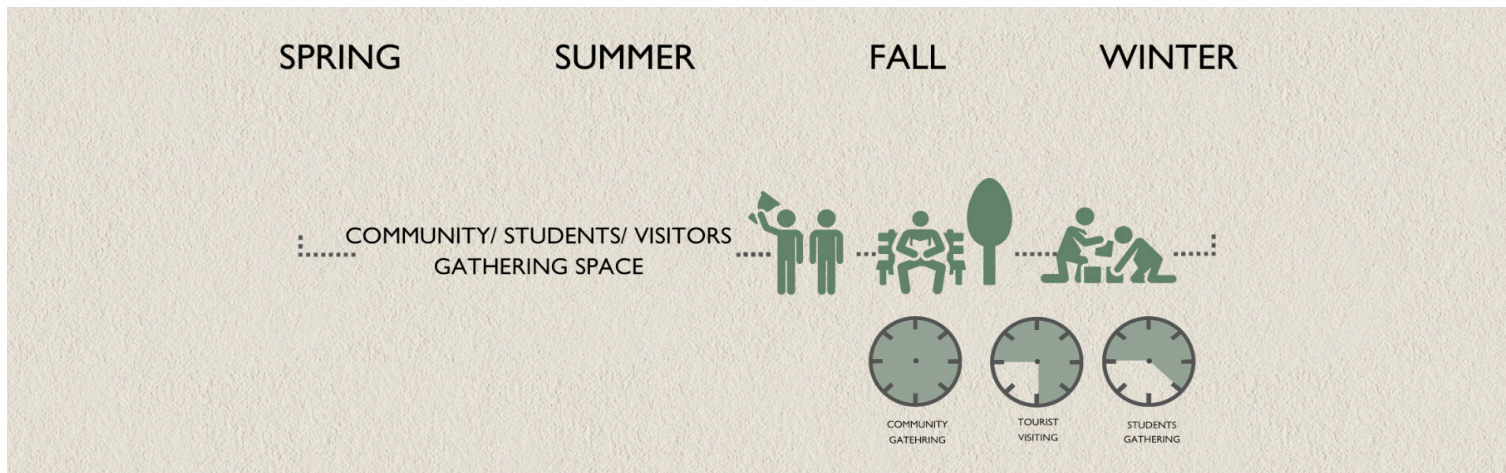 SPRING SUMMER FALL WINTER
COMMUNITY/ STUDENTS/ VISITORS
GATHERING SPACE
COMMUNITY
GATEHRING
TOURIST
VISITING
STUDENTS
GATHERING